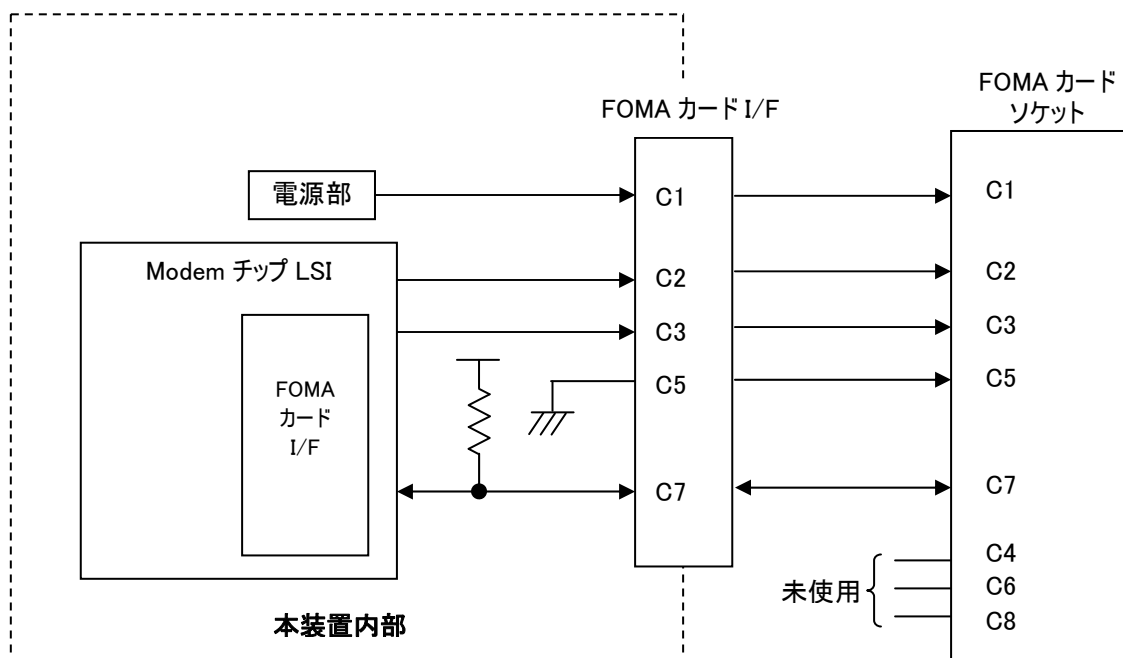 FOMA カード I/F
FOMA カード
ソケット
電源部
C1
C1
Modem チップ LSI
C2
C2
C3
C3
C5
C5
FOMA
カード
I/F
C7
C7
C4
未使用
C6
C8
本装置内部